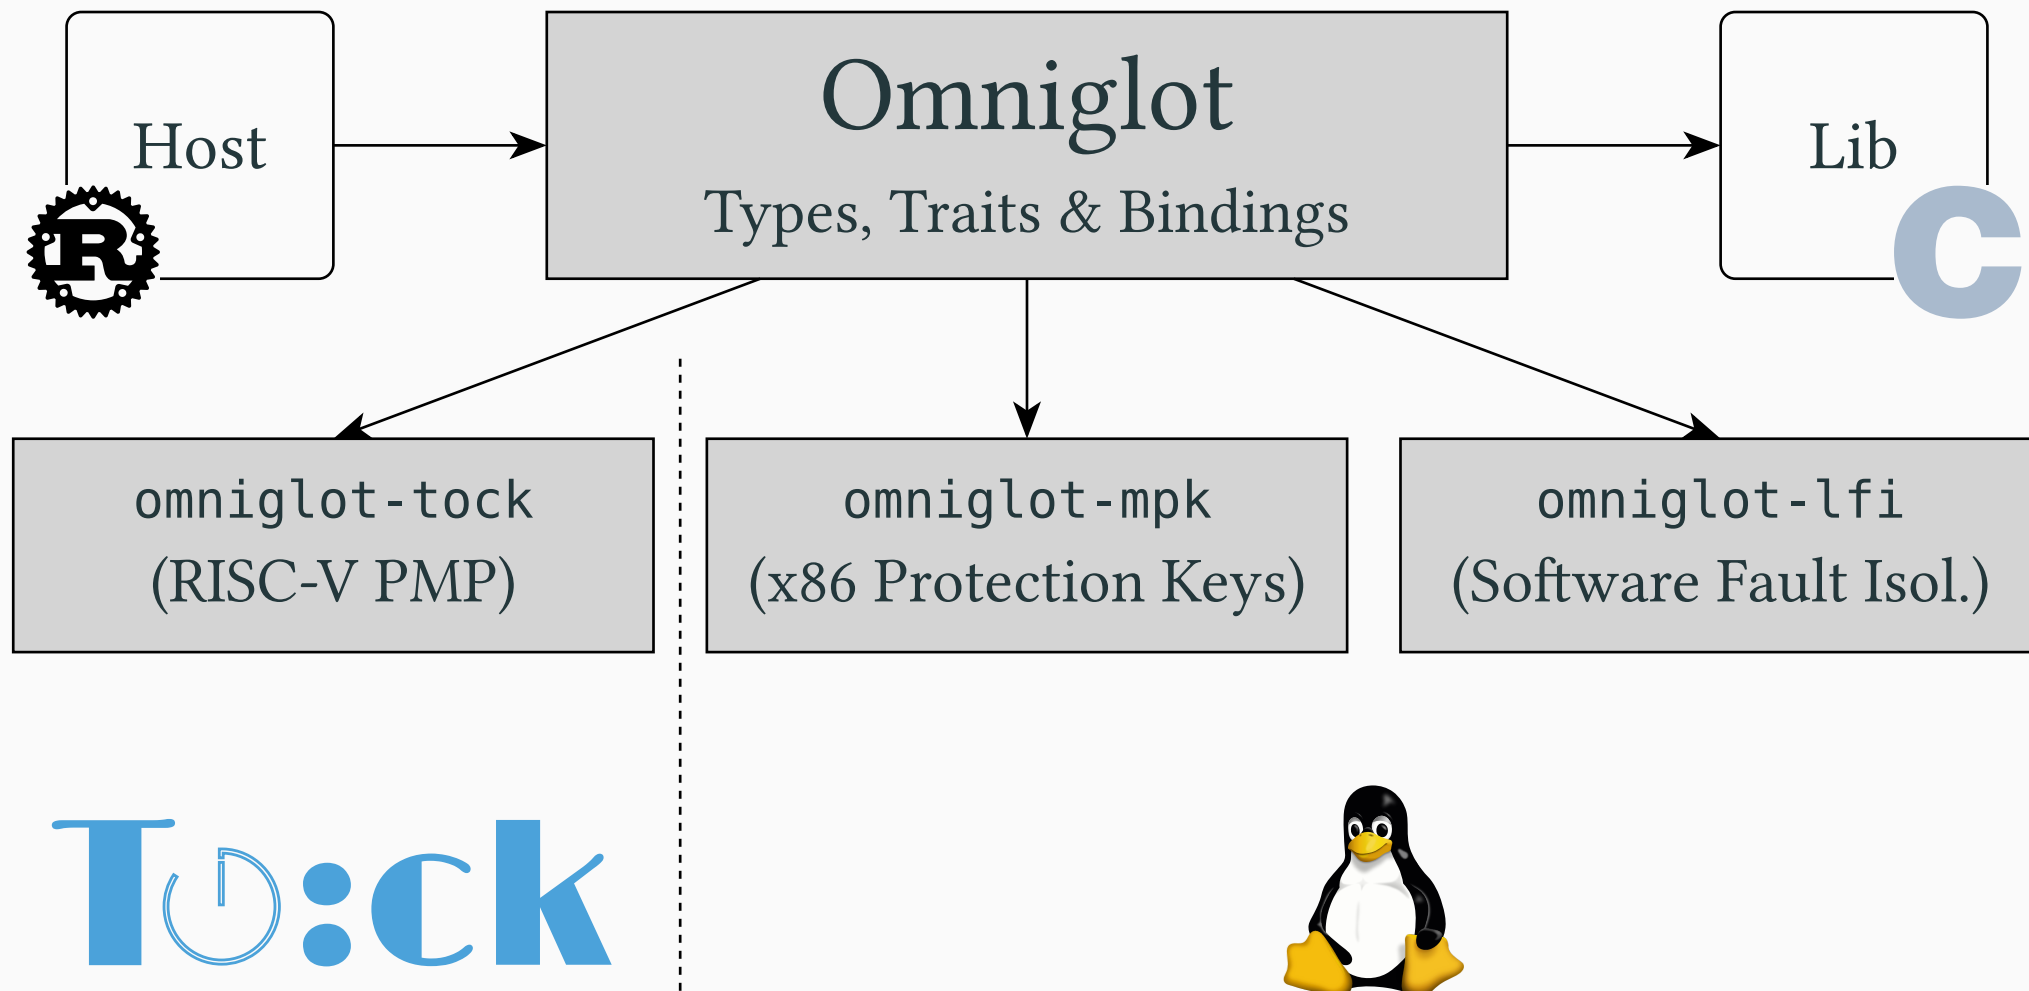 Host
Omniglot
Types, Traits & Bindings
Lib
R
C
omniglot-tock
(RISC-V PMP)
omniglot-mpk
(x86 Protection Keys)
omniglot-lfi
(Software Fault Isol.)
Tock